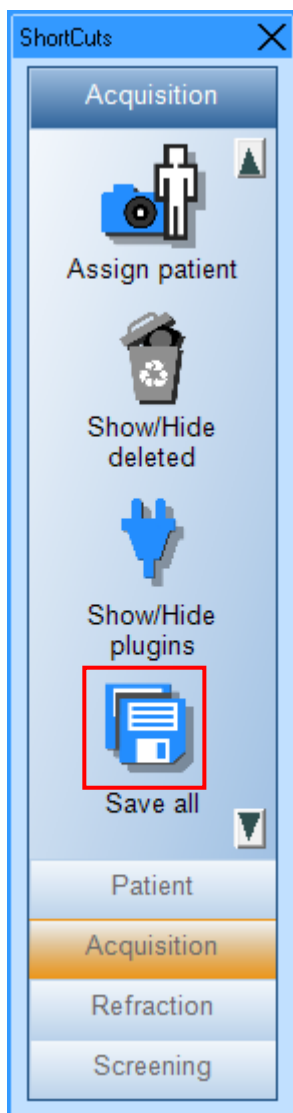 ShortCuts
Acquisition
Assign patient
Show/Hide
deleted
Show/Hide
plugins
Save all
Patient
Acquisition
Refraction
Screening